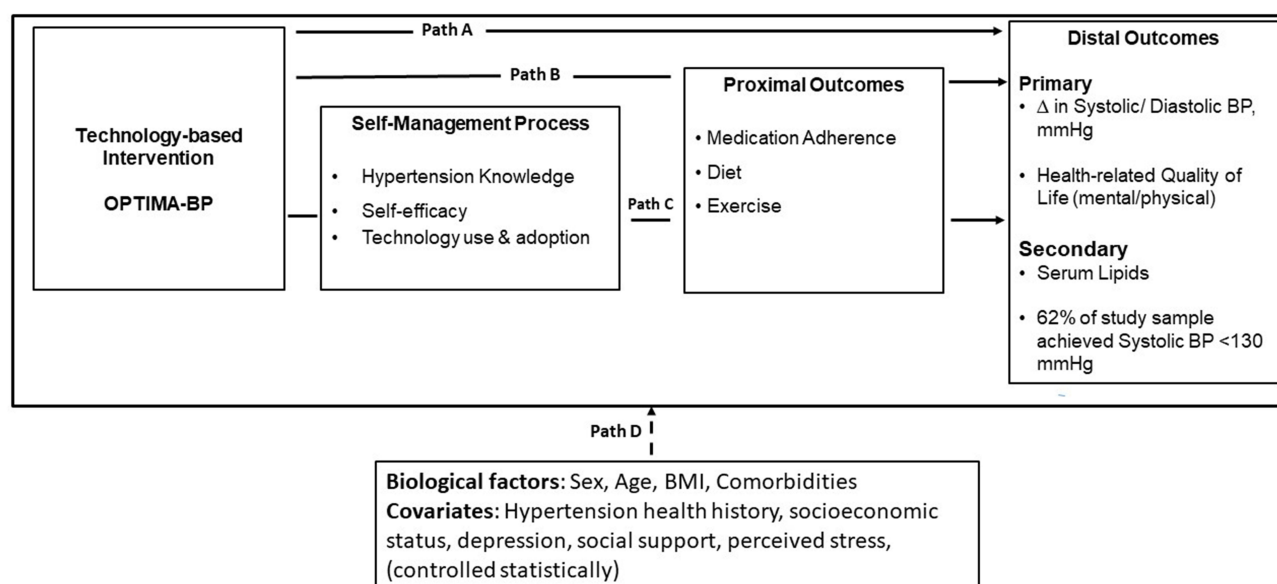 Path A
Path B
Technology-based
Intervention
OPTIMA-BP
Self-Management Process
• Hypertension Knowledge
• Self-efficacy
• Technology use & adoption
Path C
Proximal Outcomes
• Medication Adherence
• Diet
• Exercise
Distal Outcomes
Primary
• Δ in Systolic/ Diastolic BP,
mmHg
• Health-related Quality of
Life (mental/physical)
Secondary
• Serum Lipids
• 62% of study sample
achieved Systolic BP <130
mmHg
~
Path D
Biological factors: Sex, Age, BMI, Comorbidities
Covariates: Hypertension health history, socioeconomic
status, depression, social support, perceived stress,
(controlled statistically)